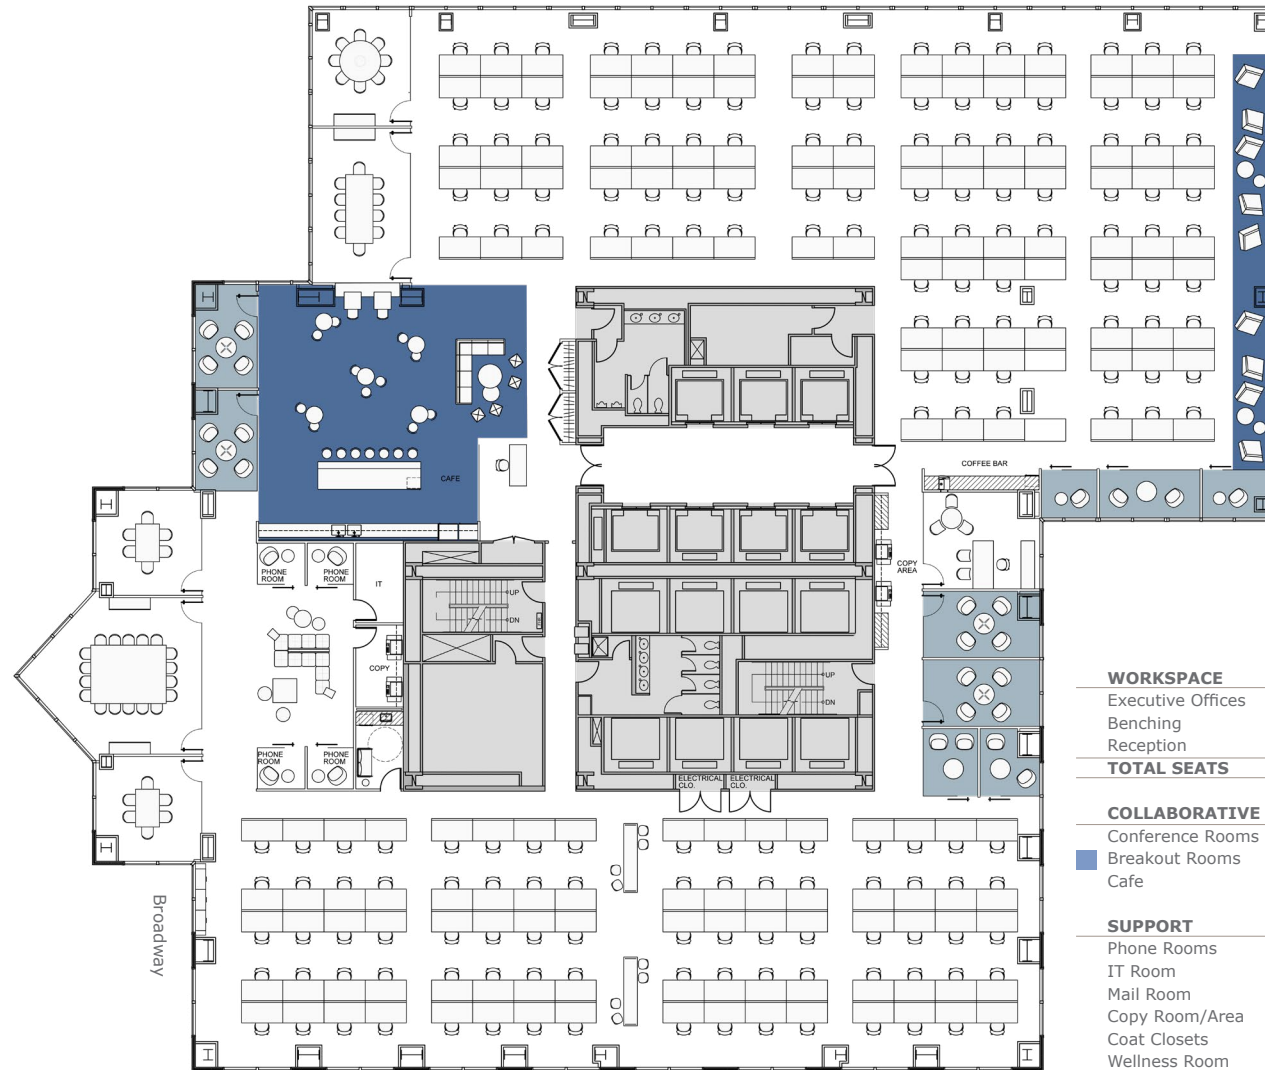 COFFEE BAR
CAFE
PHONE
ROOM
PHONE
ROOM
IT
UP
DN
COPY
AREA
COPY
UP
DN
PHONE
ROOM
PHONE
ROOM
ELECTRICAL
CLO.
ELECTRICAL
CLO.
Broadway
WORKSPACE
Executive Offices
Benching
Reception
TOTAL SEATS
COLLABORATIVE
Conference Rooms
Breakout Rooms
Cafe
SUPPORT
Phone Rooms
IT Room
Mail Room
Copy Room/Area
Coat Closets
Wellness Room